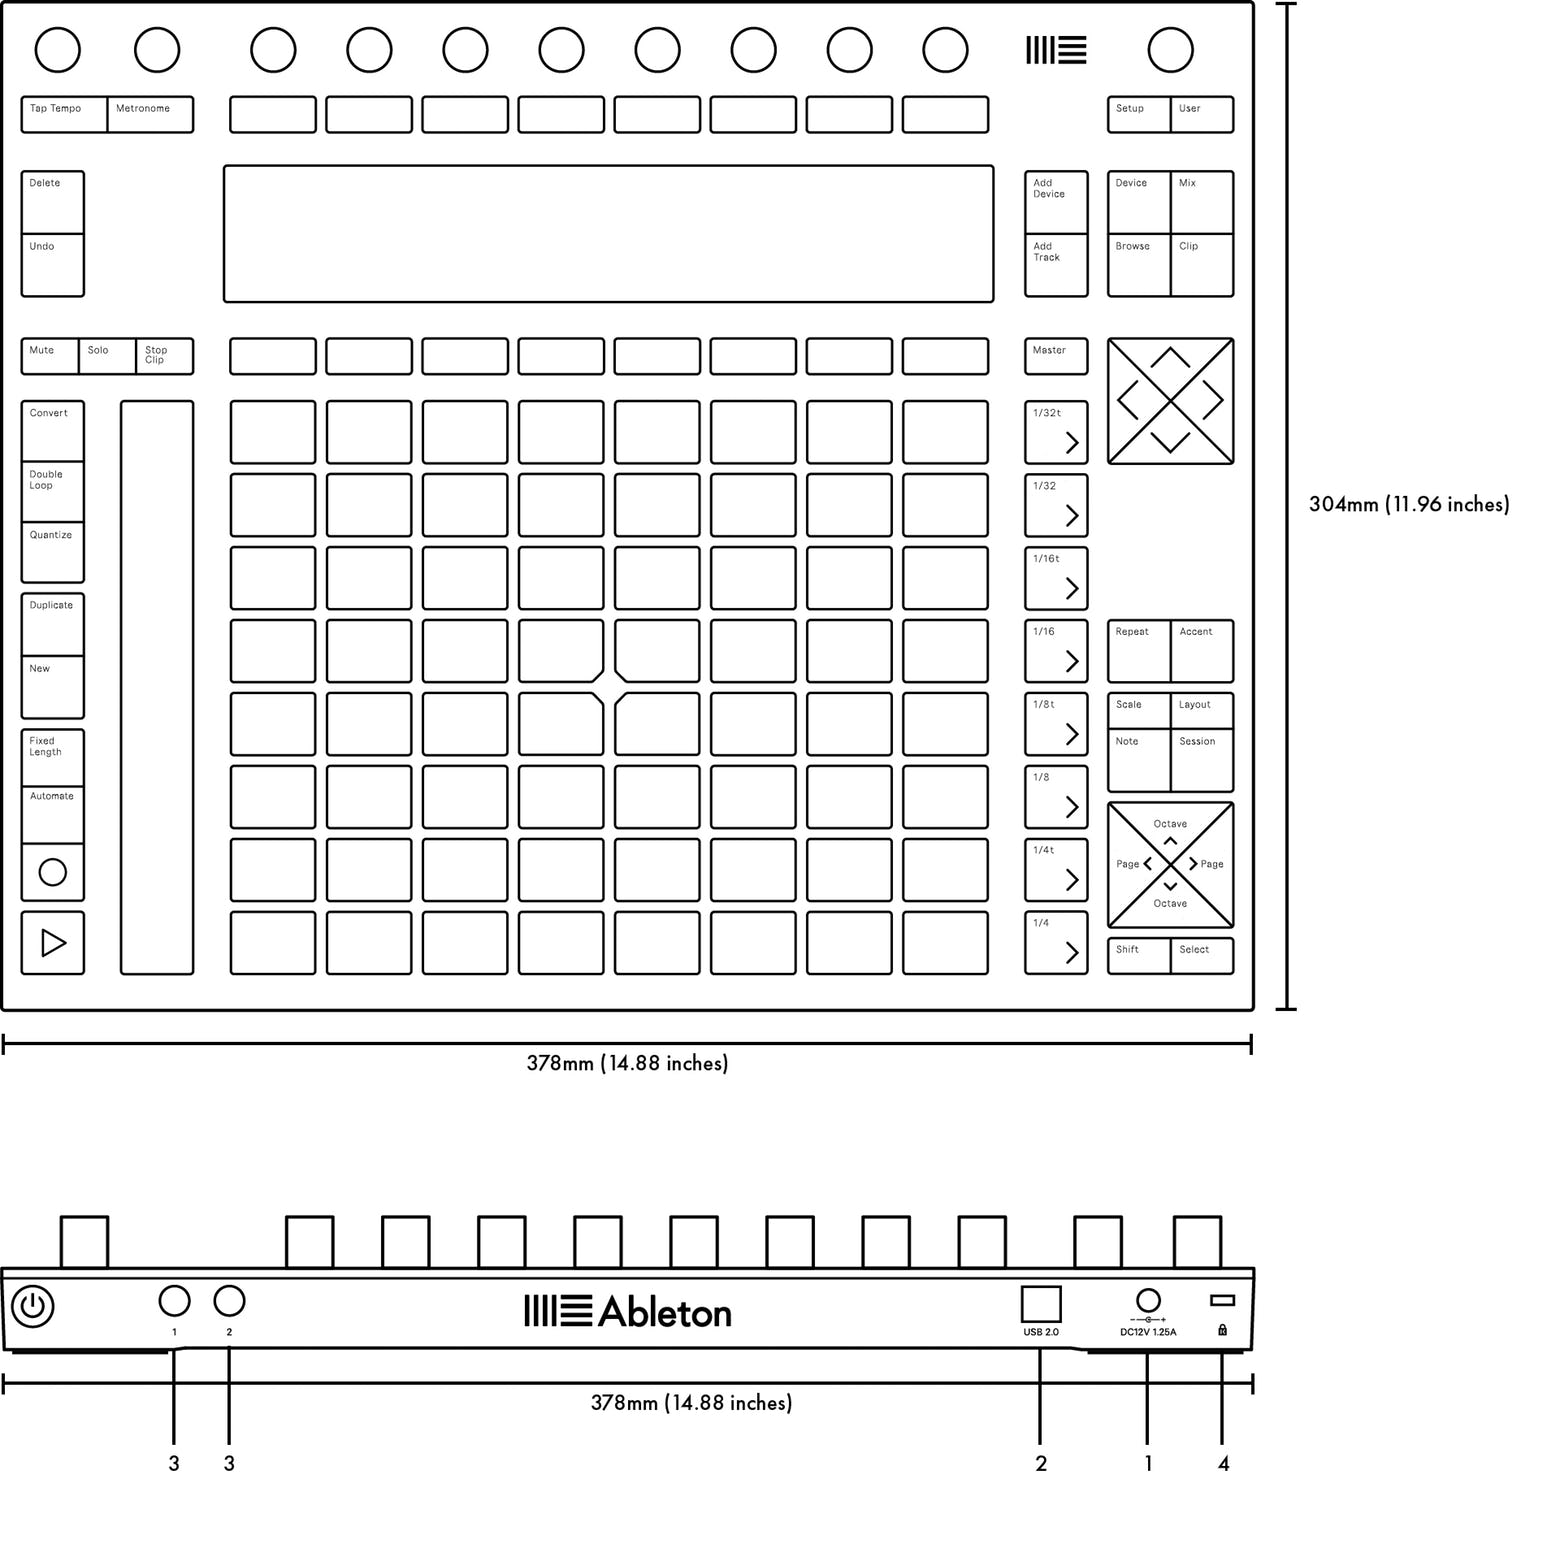 Tap Tempo
Metronome
Setup
User
Delete
Add
Device
Device
Mix
Undo
Add
Track
Browse
Clip
Mute
Solo
Stop
Clip
Master
Convert
1/32t
Double
Loop
1/32
Quantize
1/16t
Duplicate
1/16
Repeat
Accent
New
1/8t
Scale
Layout
Fixed
Length
Note
Session
Automate
1/8
Octave
1/4t
Page
Page
Octave
1/4
Shift
Select
304mm (11.96 inches)
378mm (14.88 inches)
Ableton
1
2
USB 2.0
DC12V 1.25A
378mm (14.88 inches)
3
3
2
1
4